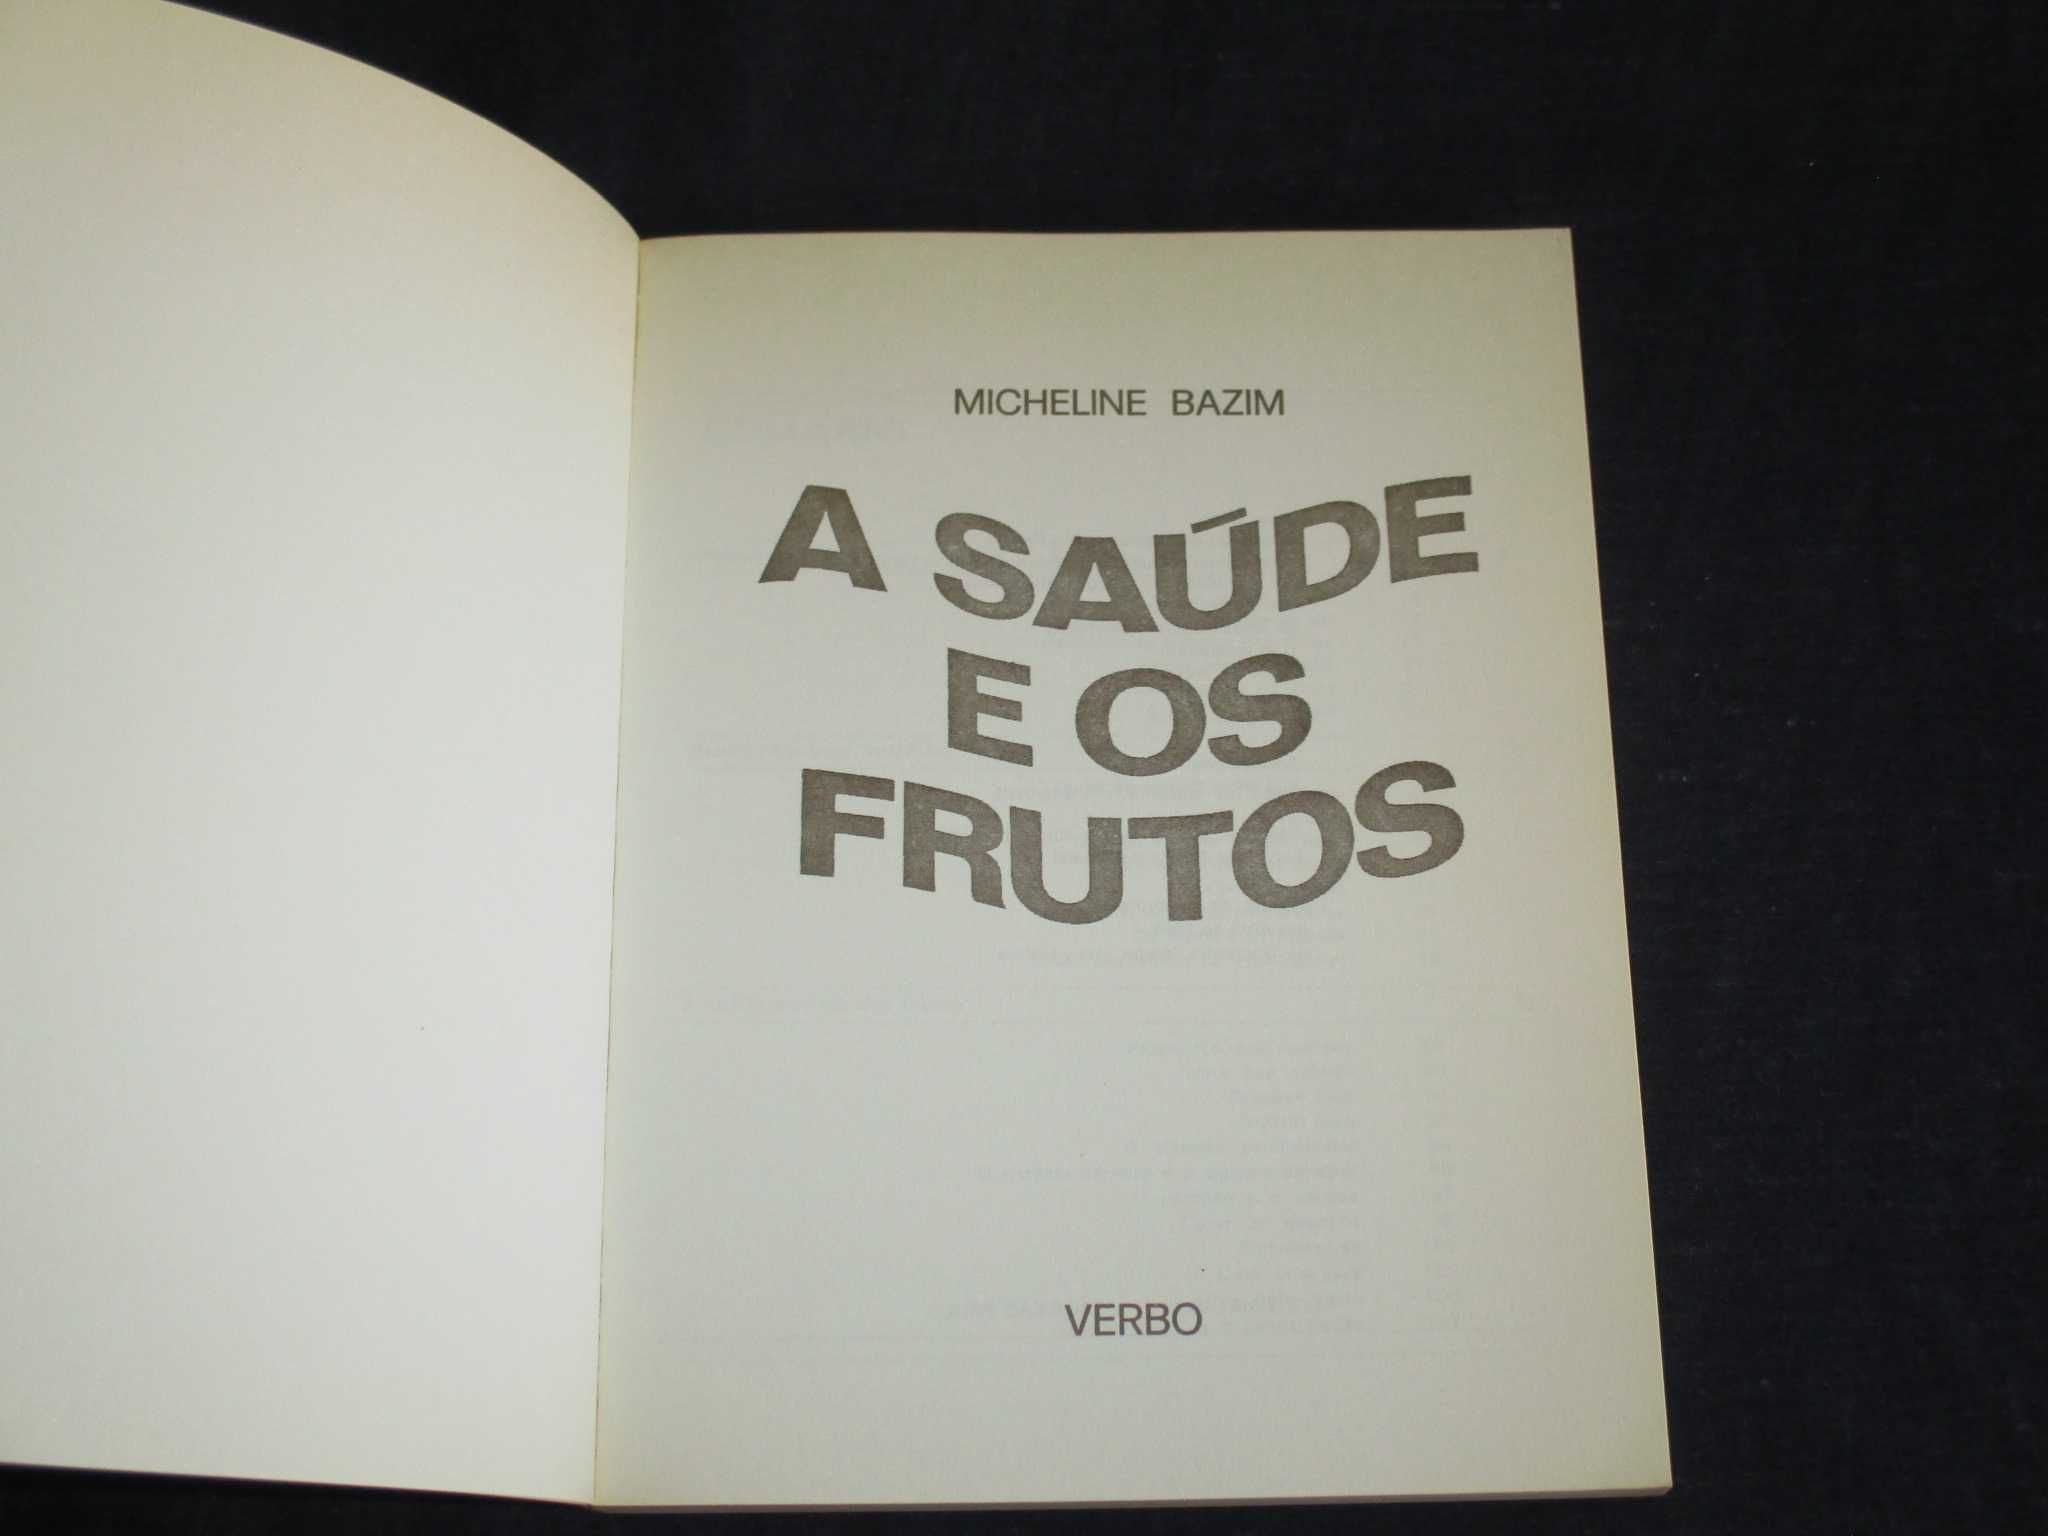 MICHELINE BAZIM
A SAÚDE
E OS
FRUTOS
VERBO